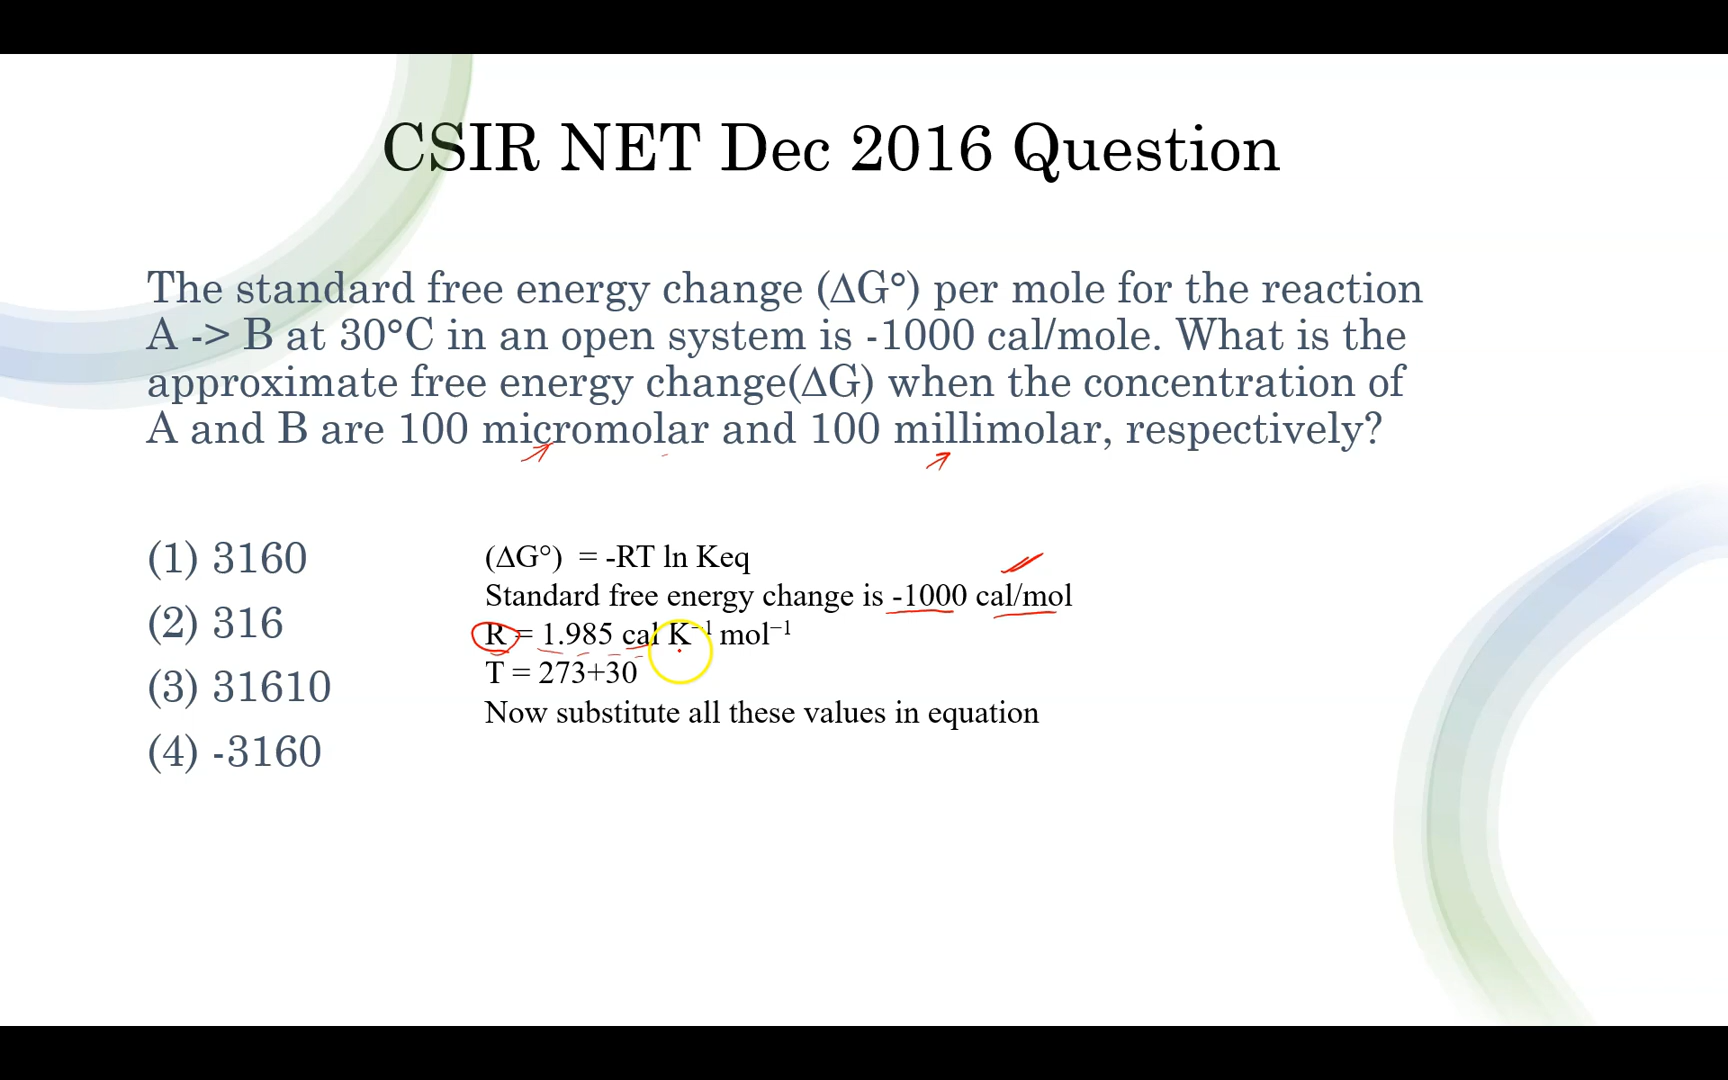 CSIR NET Dec 2016 Question
The standard free energy change (∆G°) per mole for the reaction
A -> B at 30°C in an open system is -1000 cal/mole. What is the
approximate free energy change(∆G) when the concentration of
A and B are 100 micromolar and 100 millimolar, respectively?
(1) 3160
(2) 316
(3) 31610
(4) -3160
(∆G°) = -RT ln Keq
Standard free energy change is -1000 cal/mol
R = 1.985 cal K⁻¹ mol⁻¹
T = 273+30
Now substitute all these values in equation